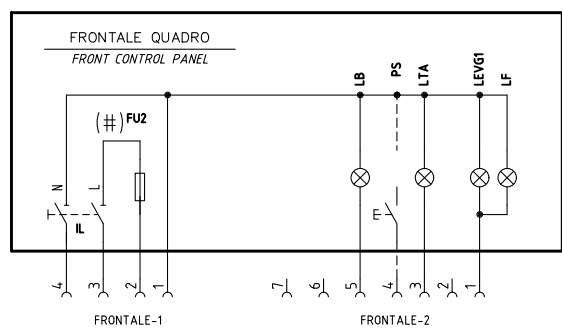 FRONTALE QUADRO
FRONT CONTROL PANEL
LB
PS
LTA
LEVG1
LF
(#) FU2
N
L
IL
4
3
2
1
7
6
5
4
3
2
1
FRONTALE-1
FRONTALE-2